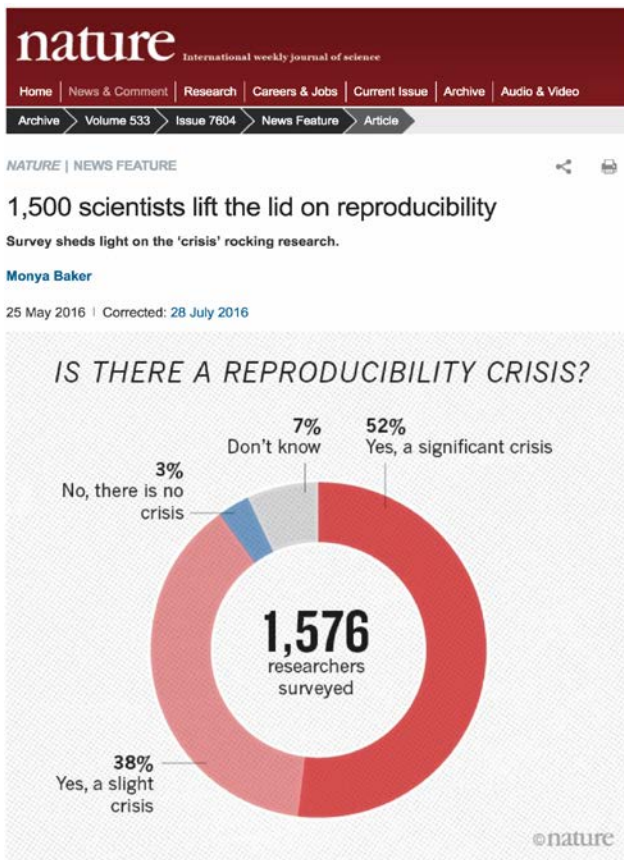 nature International weekly journal of science
Home | News & Comment | Research | Careers & Jobs | Current Issue | Archive | Audio & Video
Archive Volume 533 Issue 7604 News Feature Article
NATURE | NEWS FEATURE
1,500 scientists lift the lid on reproducibility
Survey sheds light on the ‘crisis’ rocking research.
Monya Baker
25 May 2016 | Corrected: 28 July 2016
IS THERE A REPRODUCIBILITY CRISIS?
7%
Don’t know
52%
Yes, a significant crisis
3%
No, there is no
crisis
1,576
researchers
surveyed
38%
Yes, a slight
crisis
©nature